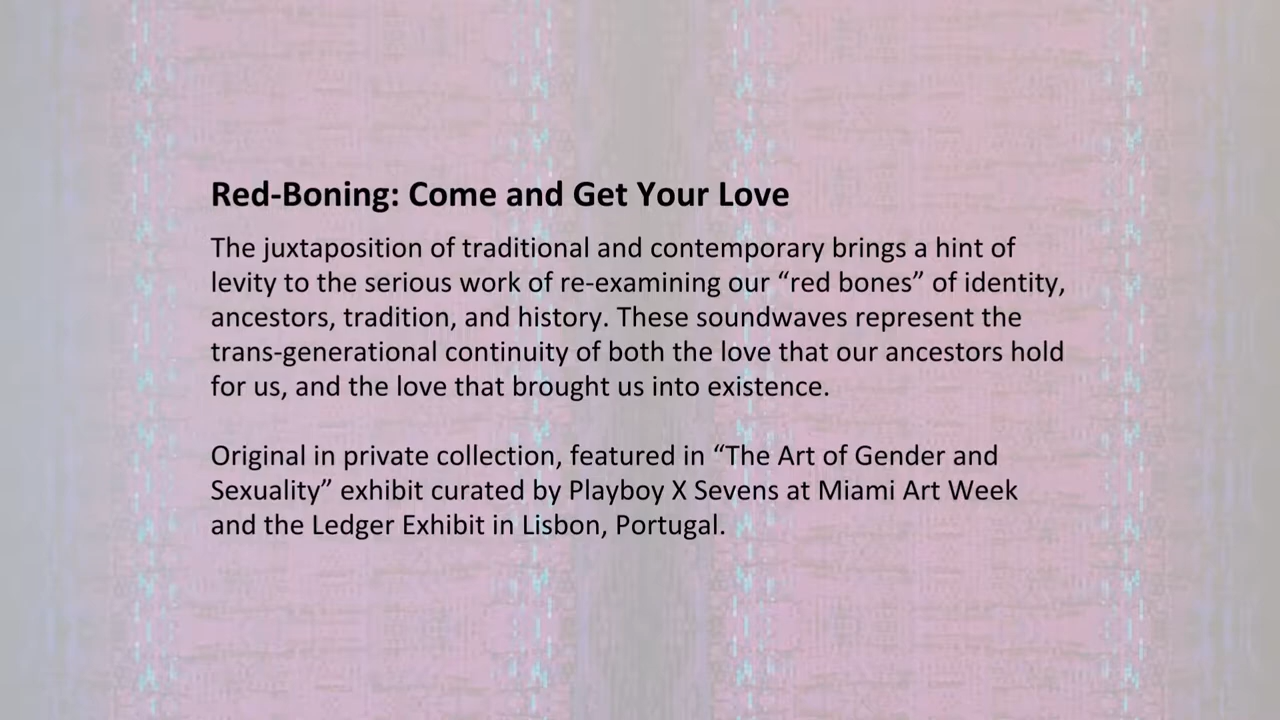 Red-Boning: Come and Get Your Love
The juxtaposition of traditional and contemporary brings a hint of
levity to the serious work of re-examining our “red bones” of identity,
ancestors, tradition, and history. These soundwaves represent the
trans-generational continuity of both the love that our ancestors hold
for us, and the love that brought us into existence.
Original in private collection, featured in “The Art of Gender and
Sexuality” exhibit curated by Playboy X Sevens at Miami Art Week
and the Ledger Exhibit in Lisbon, Portugal.